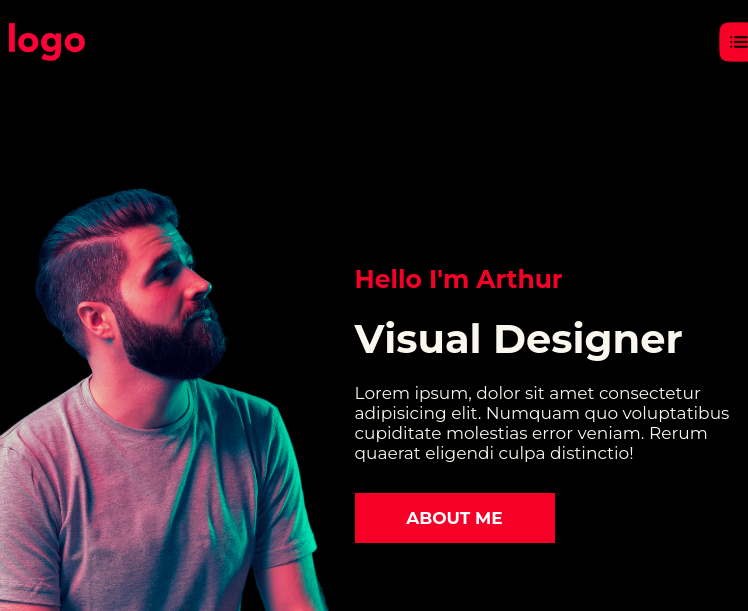 logo
Hello I'm Arthur
Visual Designer
Lorem ipsum, dolor sit amet consectetur
adipisicing elit. Numquam quo voluptatibus
cupiditate molestias error veniam. Rerum
quaerat eligendi culpa distinctio!
ABOUT ME